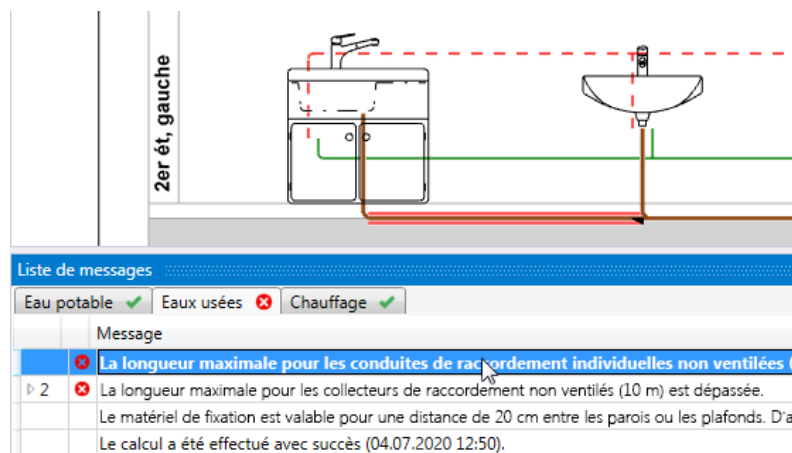 2er ét, gauche
Liste de messages
Eau potable Eaux usées Chauffage
Message
La longueur maximale pour les conduites de raccordement individuelles non ventilées (
2 La longueur maximale pour les collecteurs de raccordement non ventilés (10 m) est dépassée.
Le matériel de fixation est valable pour une distance de 20 cm entre les parois ou les plafonds. D'a
Le calcul a été effectué avec succès (04.07.2020 12:50).